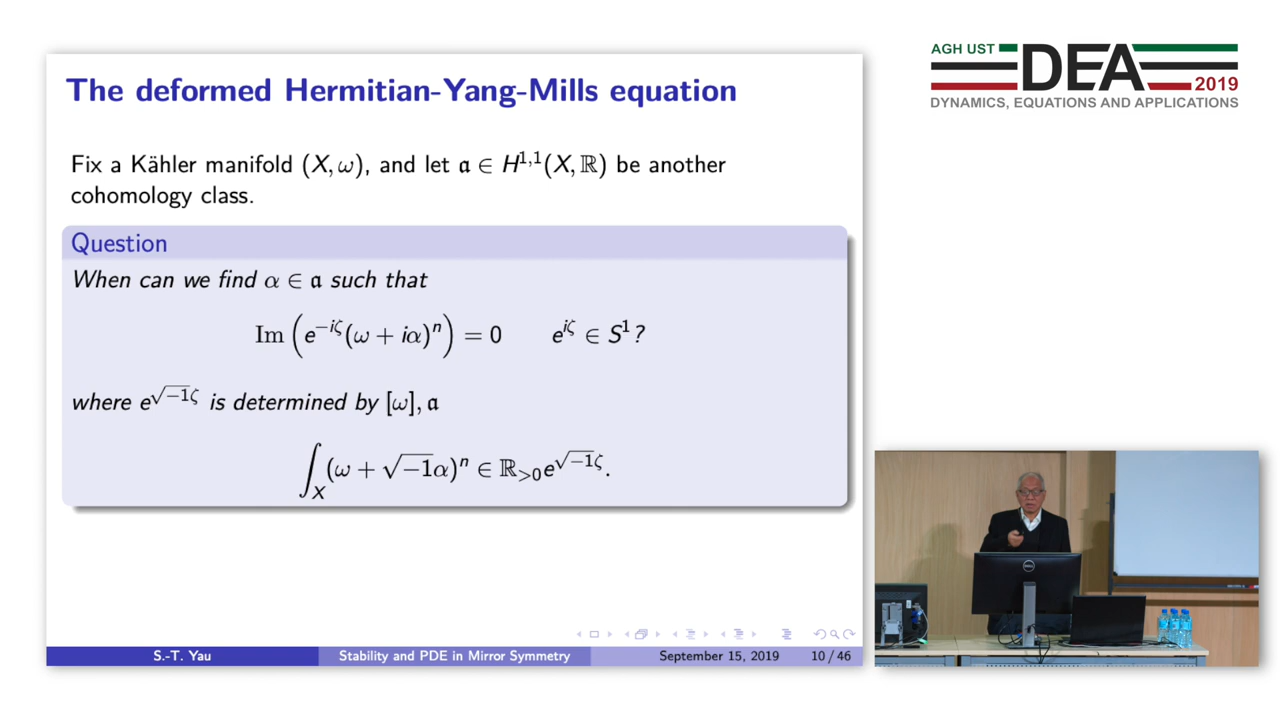 AGH UST
DEA
2019
DYNAMICS, EQUATIONS AND APPLICATIONS
The deformed Hermitian-Yang-Mills equation
Fix a Kähler manifold (X, ω), and let 𝔞 ∈ H^{1,1}(X, ℝ) be another
cohomology class.
Question
When can we find α ∈ 𝔞 such that
Im (e^{-iζ}(ω + iα)^n) = 0 e^{iζ} ∈ S^1?
where e^{√-1ζ} is determined by [ω], 𝔞
∫_X (ω + √-1α)^n ∈ ℝ_{>0}e^{√-1ζ}.
S.-T. Yau Stability and PDE in Mirror Symmetry September 15, 2019 10 / 46
DELL